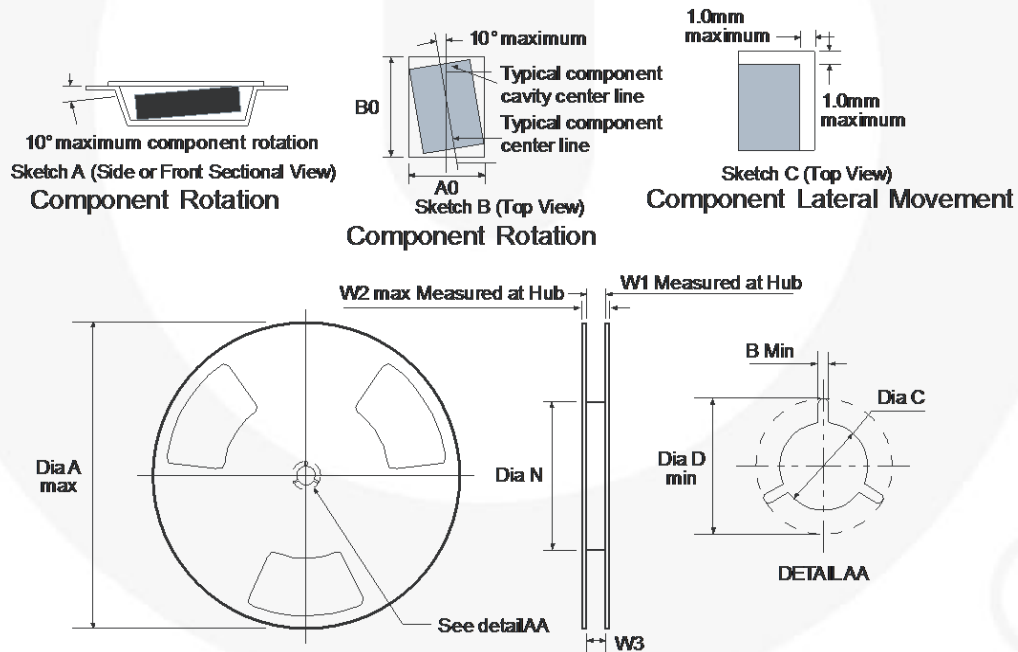 10° maximum component rotation
Sketch A (Side or Front Sectional View)
Component Rotation
10° maximum
Typical component
cavity center line
Typical component
center line
B0
A0
Sketch B (Top View)
Component Rotation
1.0mm
maximum
1.0mm
maximum
Sketch C (Top View)
Component Lateral Movement
W2 max Measured at Hub
W1 Measured at Hub
Dia A
max
See detail AA
Dia N
W3
B Min
Dia C
Dia D
min
DETAIL AA